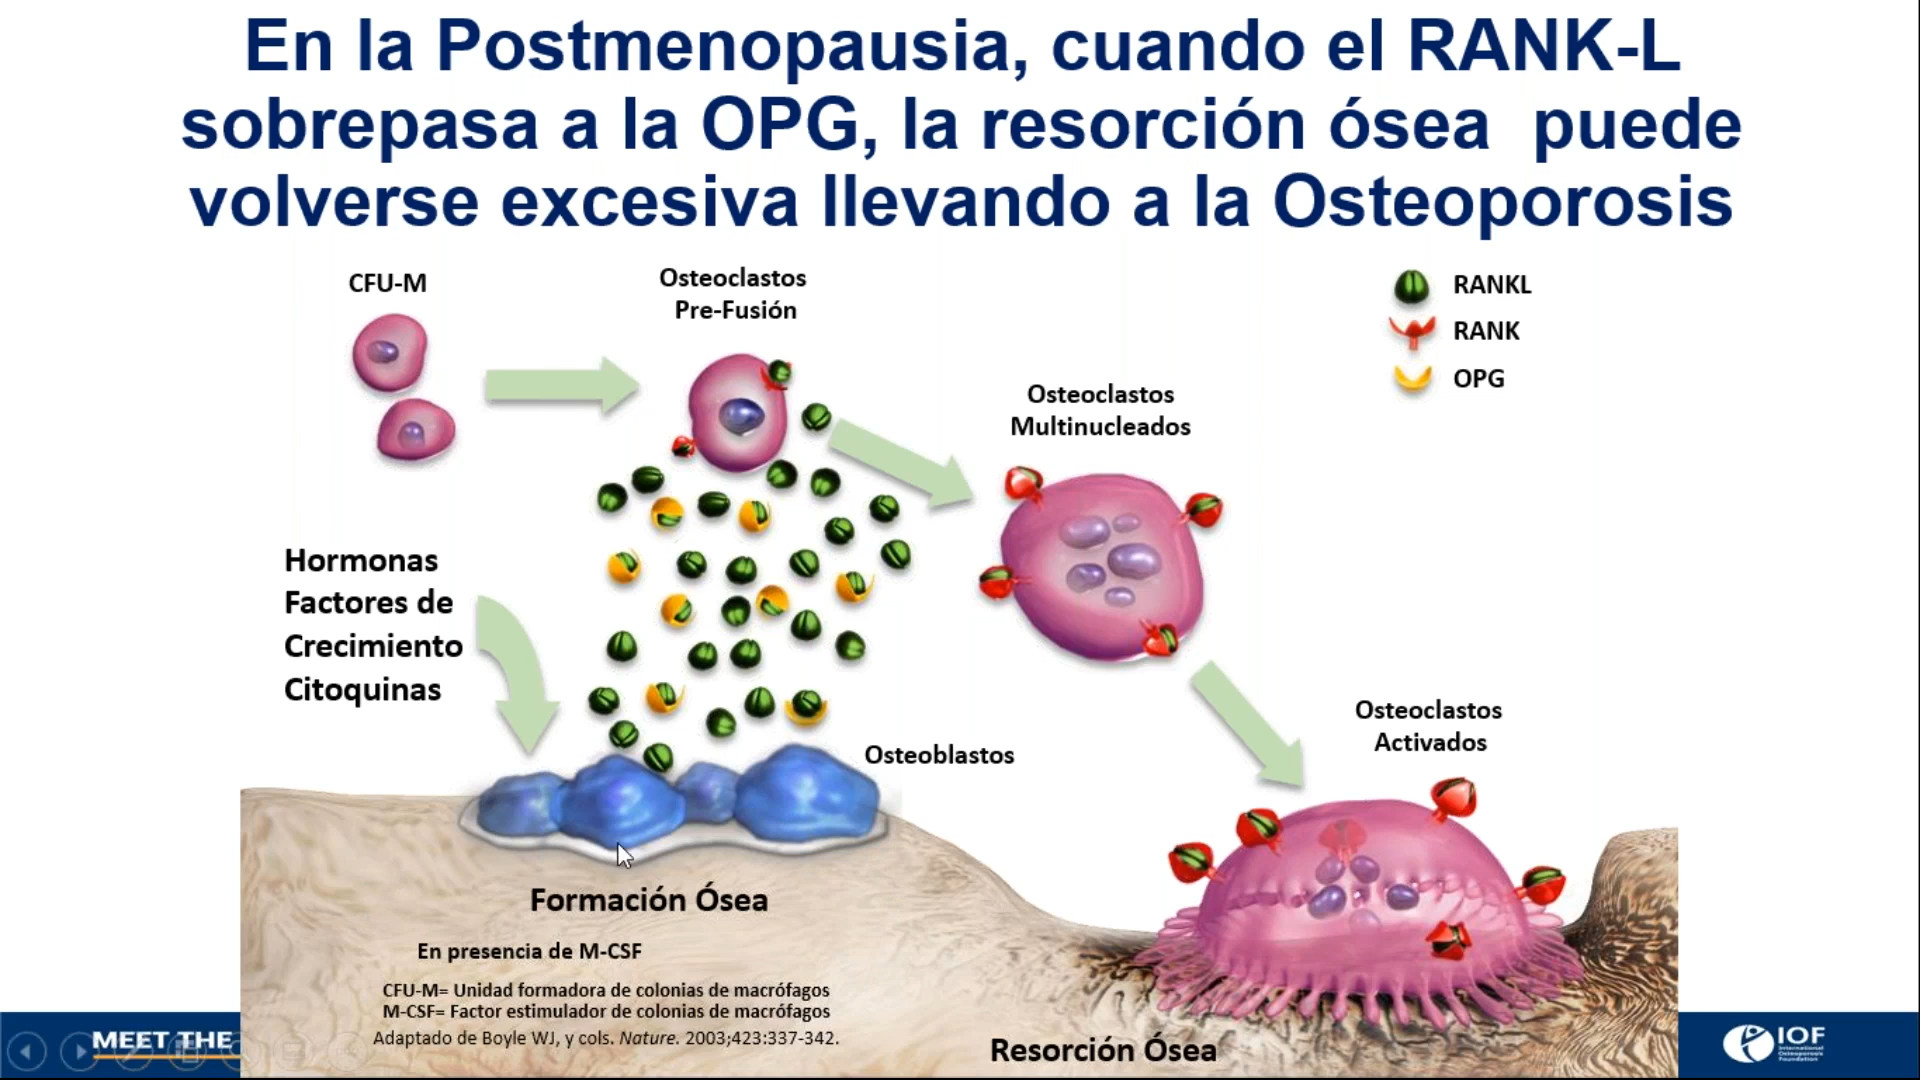 En la Postmenopausia, cuando el RANK-L
sobrepasa a la OPG, la resorción ósea puede
volverse excesiva llevando a la Osteoporosis
CFU-M
Osteoclastos
Pre-Fusión
RANKL
RANK
OPG
Osteoclastos
Multinucleados
Hormonas
Factores de
Crecimiento
Citoquinas
Osteoblastos
Osteoclastos
Activados
Formación Ósea
En presencia de M-CSF
CFU-M= Unidad formadora de colonias de macrófagos
M-CSF= Factor estimulador de colonias de macrófagos
Adaptado de Boyle WJ, y cols. Nature. 2003;423:337-342.
Resorción Ósea
MEET THE
IOF
International
Osteoporosis
Foundation